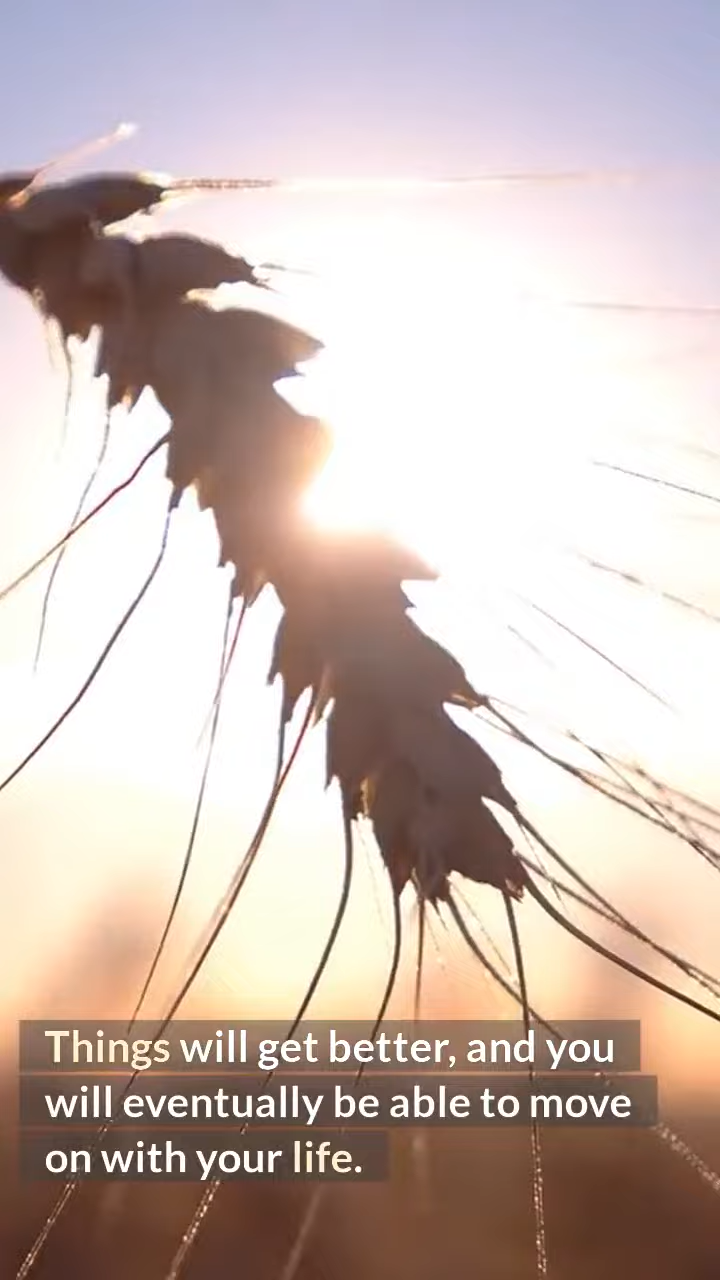 Things will get better, and you
will eventually be able to move
on with your life.